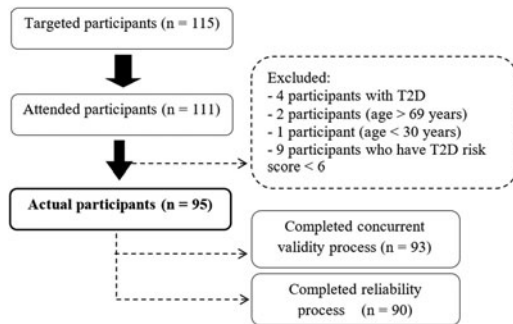 Targeted participants (n = 115)
Attended participants (n = 111)
Excluded:
- 4 participants with T2D
- 2 participants (age > 69 years)
- 1 participant (age < 30 years)
- 9 participants who have T2D risk
score < 6
Actual participants (n = 95)
Completed concurrent
validity process (n = 93)
Completed reliability
process (n = 90)